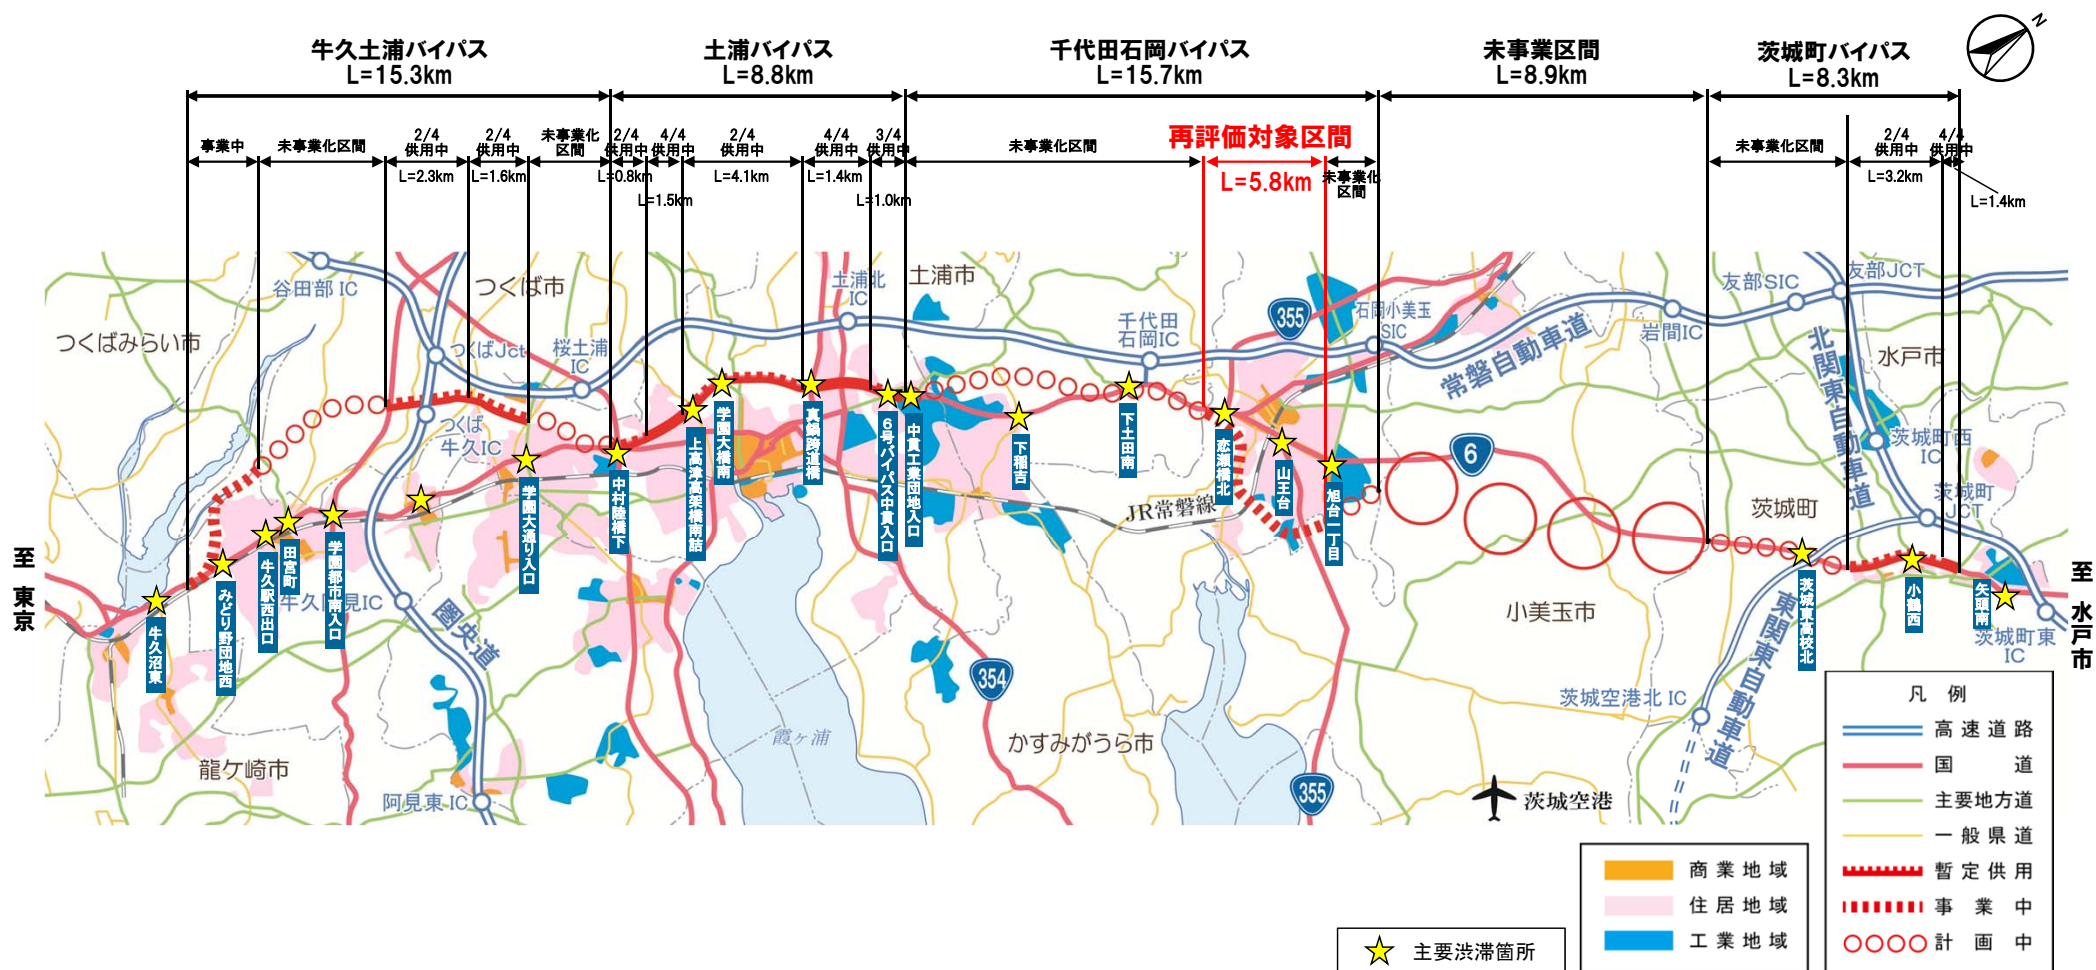 牛久土浦バイパス
L=15.3km
土浦バイパス
L=8.8km
千代田石岡バイパス
L=15.7km
未事業区間
L=8.9km
茨城町バイパス
L=8.3km
N
事業中
未事業化区間
2/4
供用中
L=2.3km
2/4
供用中
L=1.6km
未事業化
区間
2/4
供用中
L=0.8km
4/4
供用中
L=1.5km
2/4
供用中
L=4.1km
4/4
供用中
L=1.4km
3/4
供用中
L=1.0km
未事業化区間
再評価対象区間
L=5.8km
未事業化
区間
未事業化区間
2/4
供用中
L=3.2km
4/4
供用中
L=1.4km
谷田部 IC
つくば市
つくばみらい市
つくばJct
桜土浦
IC
土浦北
IC
土浦市
千代田
石岡IC
355
石岡小美玉
SIC
常磐自動車道
岩間IC
友部SIC
友部JCT
北関東自動車道
水戸市
茨城町西
IC
茨城町
JCT
つくば
牛久IC
6
JR常磐線
茨城町
小美玉市
至 東京
至 水戸市
牛久沼東
みどり野団地西
牛久駅西出口
田宮町
学園都市南入口
学園大通り入口
中村陸橋下
上高津高架橋南詰
学園大橋南
真鍋跨道橋
6号バイパス中貫入口
中貫工業団地入口
下稲吉
下土田南
恋瀬橋北
山王台
旭台一丁目
茨城東高校北
小鶴西
矢頭南
牛久阿見IC
圏央道
354
茨城町東
IC
東関東自動車道
茨城空港北 IC
霞ヶ浦
かすみがうら市
龍ケ崎市
阿見東 IC
355
茨城空港
凡 例
高速道路
国 道
主要地方道
一般県道
暫定供用
事 業 中
計 画 中
商業地域
住居地域
工業地域
主要渋滞箇所